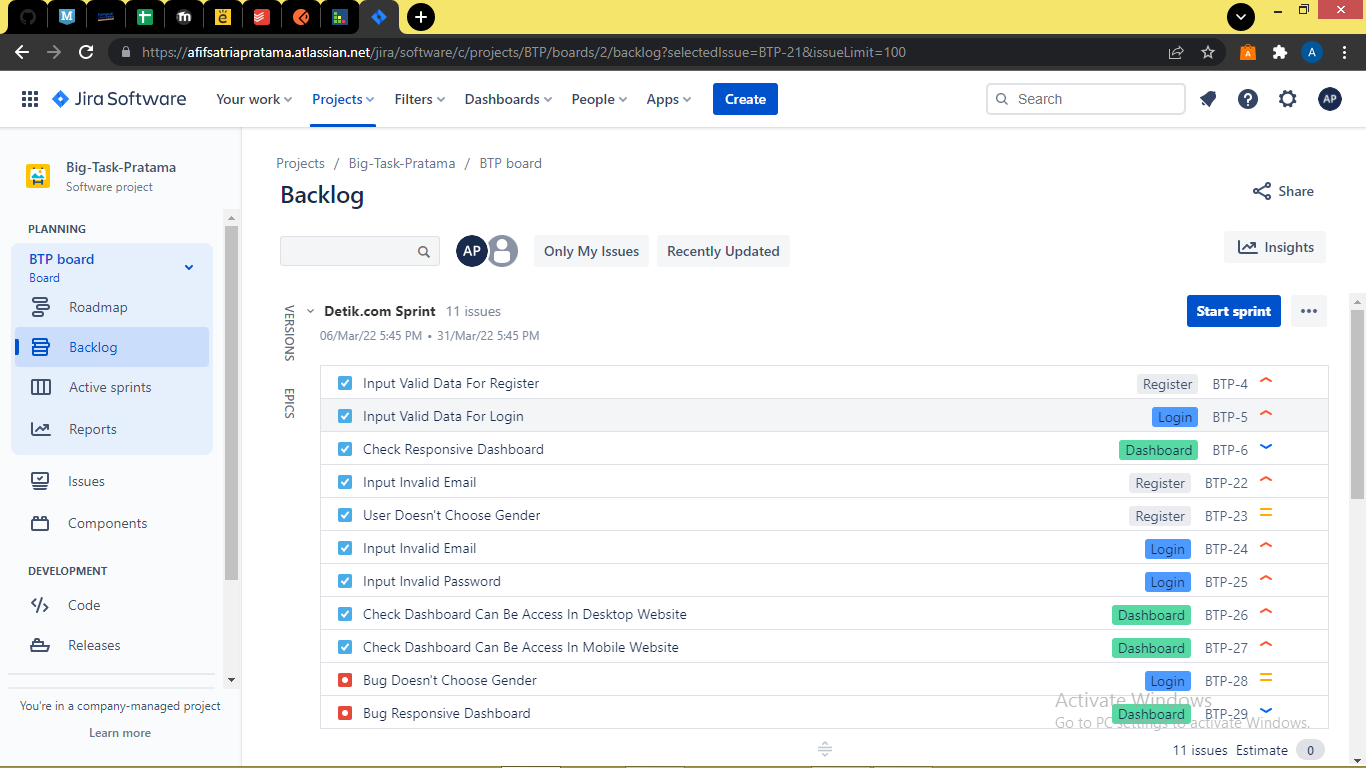 https://afifsatriapratama.atlassian.net/jira/software/c/projects/BTP/boards/2/backlog?selectedIssue=BTP-21&issueLimit=100
A
Jira Software
Your work
Projects
Filters
Dashboards
People
Apps
Create
Search
AP
Big-Task-Pratama
Software project
PLANNING
BTP board
Board
Roadmap
Backlog
Active sprints
Reports
Issues
Components
DEVELOPMENT
Code
Releases
You're in a company-managed project
Learn more
Projects / Big-Task-Pratama / BTP board
Backlog
Share
AP
Only My Issues
Recently Updated
Insights
VERSIONS
EPICS
Detik.com Sprint 11 issues
06/Mar/22 5:45 PM • 31/Mar/22 5:45 PM
Start sprint
Input Valid Data For Register Register BTP-4
Input Valid Data For Login Login BTP-5
Check Responsive Dashboard Dashboard BTP-6
Input Invalid Email Register BTP-22
User Doesn't Choose Gender Register BTP-23
Input Invalid Email Login BTP-24
Input Invalid Password Login BTP-25
Check Dashboard Can Be Access In Desktop Website Dashboard BTP-26
Check Dashboard Can Be Access In Mobile Website Dashboard BTP-27
Bug Doesn't Choose Gender Login BTP-28
Bug Responsive Dashboard Dashboard BTP-29
Activate Windows
Go to PC settings to activate Windows.
11 issues Estimate 0